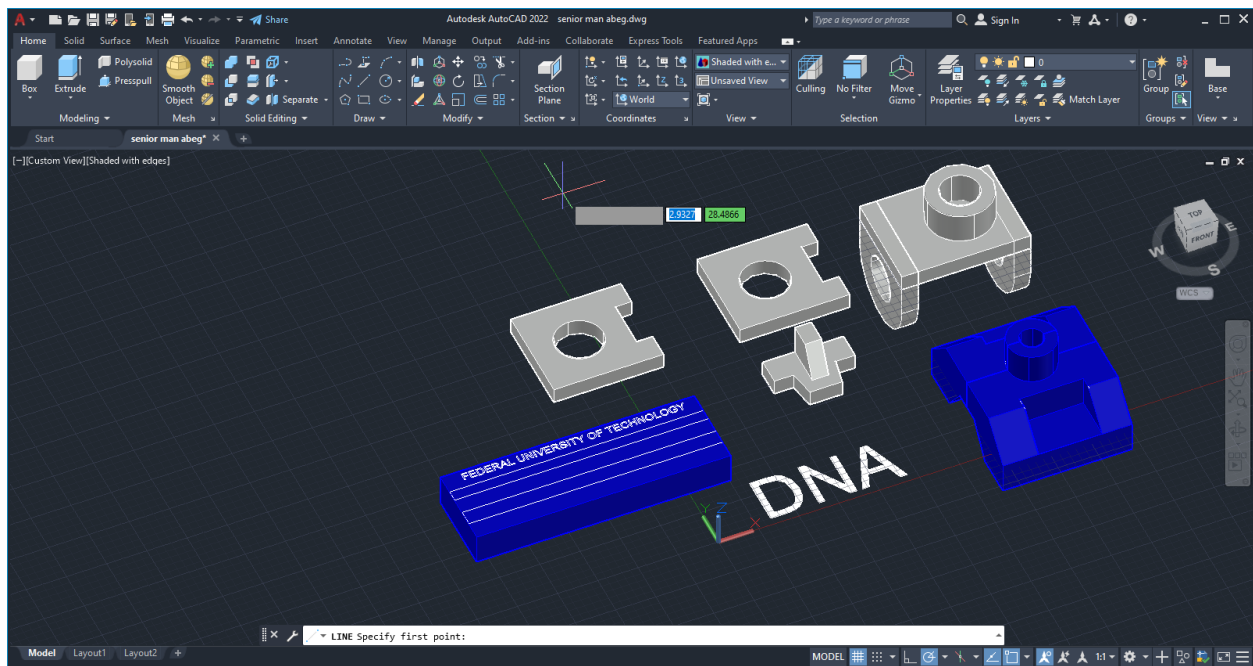 Share
Autodesk AutoCAD 2022 senior man abeg.dwg
Type a keyword or phrase
Sign In
Home Solid Surface Mesh Visualize Parametric Insert Annotate View Manage Output Add-ins Collaborate Express Tools Featured Apps
Box
Extrude
Polysolid
Presspull
Smooth Object
Separate
Section Plane
World
Shaded with e...
Unsaved View
Culling
No Filter
Move Gizmo
Layer Properties
0
Match Layer
Group
Base
Modeling
Mesh
Solid Editing
Draw
Modify
Section
Coordinates
View
Selection
Layers
Groups
View
Start
senior man abeg*
[−][Custom View][Shaded with edges]
2.9327 28.4866
TOP
FRONT
W
S
E
WCS
FEDERAL UNIVERSITY OF TECHNOLOGY
DNA
Y Z X
LINE Specify first point:
Model Layout1 Layout2 +
MODEL
1:1